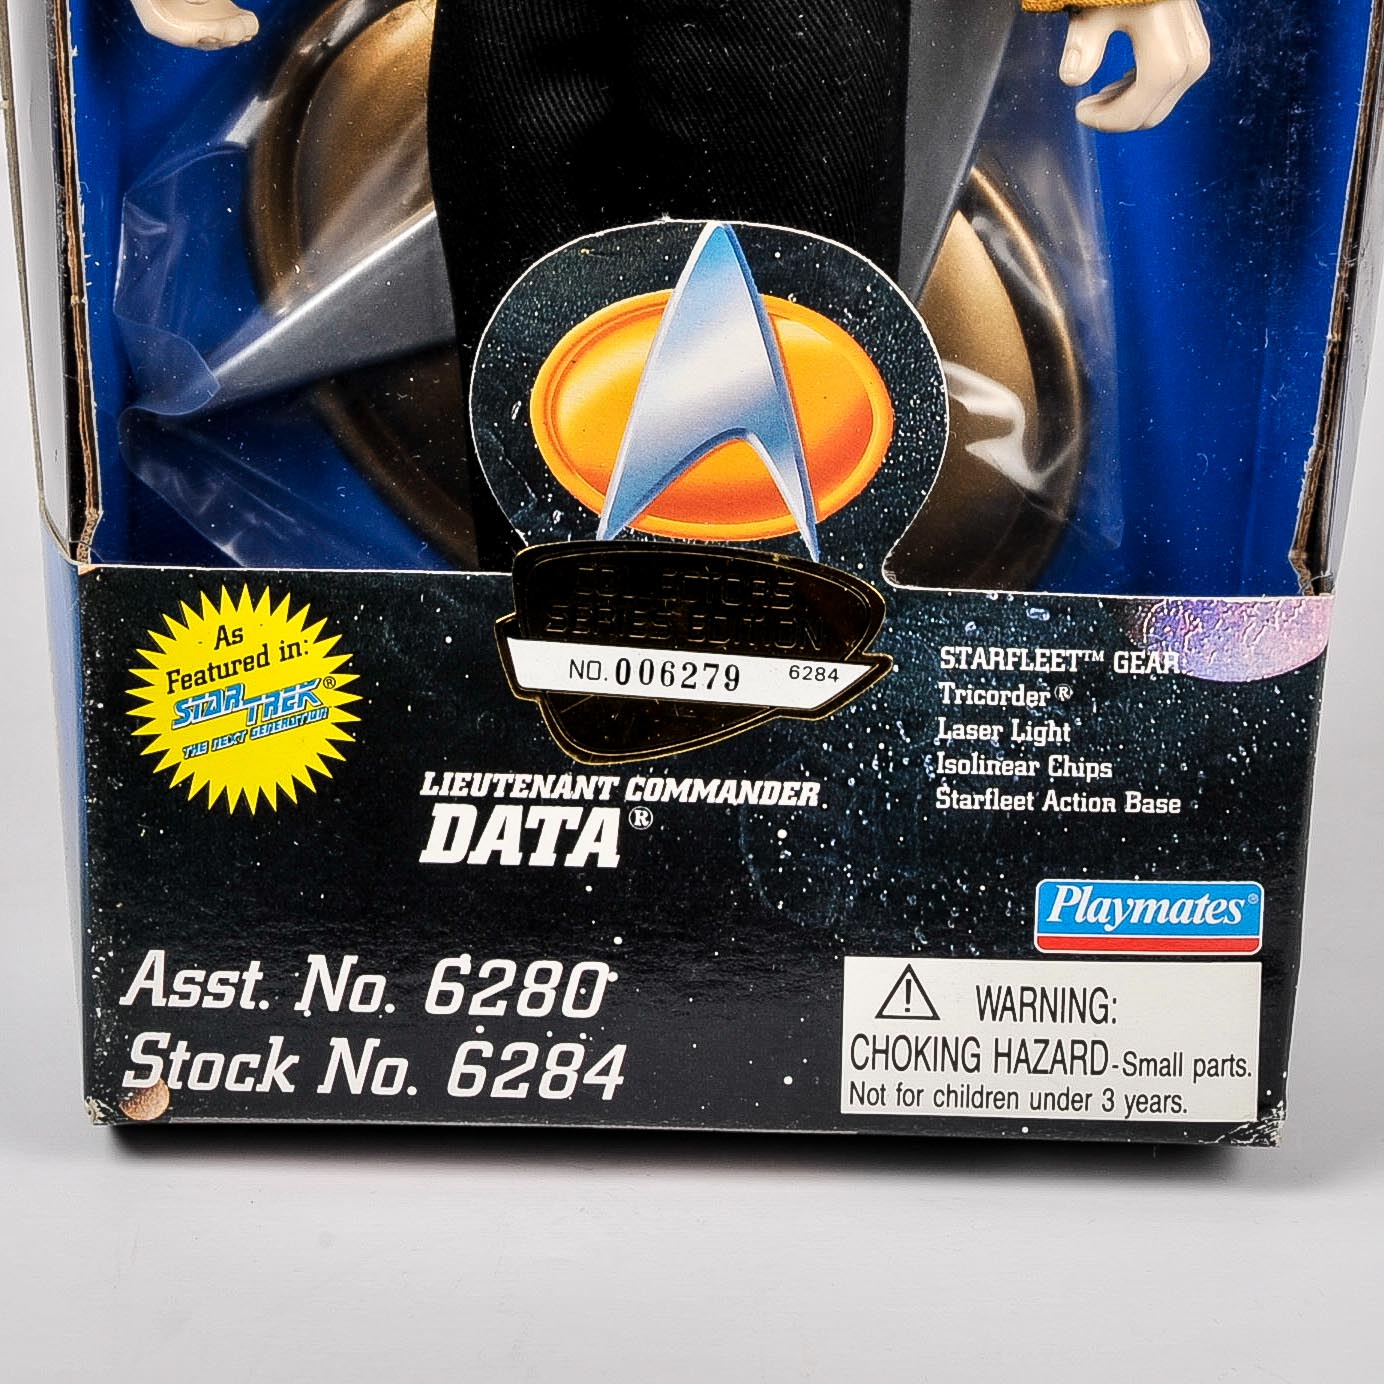 COLLECTORS
SERIES EDITION
NO. 006279 6284
As
Featured in:
STAR TREK®
THE NEXT GENERATION
LIEUTENANT COMMANDER
DATA®
STARFLEET™ GEAR
Tricorder®
Laser Light
Isolinear Chips
Starfleet Action Base
Playmates®
Asst. No. 6280
Stock No. 6284
WARNING:
CHOKING HAZARD-Small parts.
Not for children under 3 years.